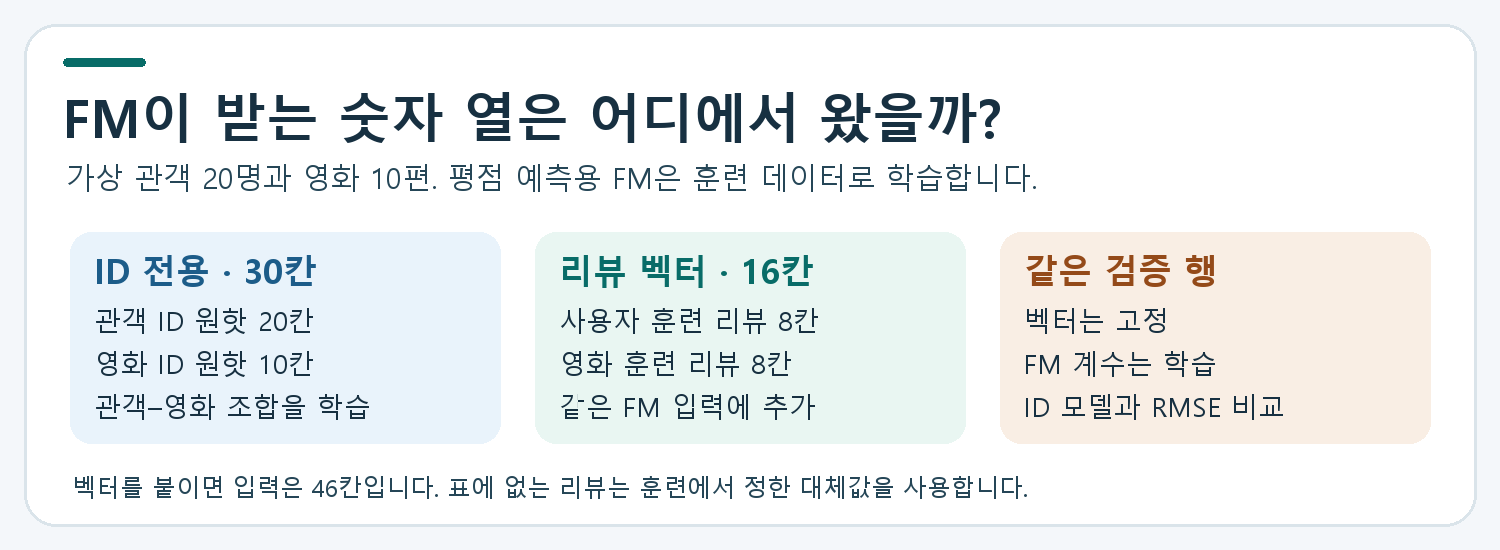 FM이 받는 숫자 열은 어디에서 왔을까?
가상 관객 20명과 영화 10편. 평점 예측용 FM은 훈련 데이터로 학습합니다.
ID 전용 · 30칸
관객 ID 원핫 20칸
영화 ID 원핫 10칸
관객–영화 조합을 학습
리뷰 벡터 · 16칸
사용자 훈련 리뷰 8칸
영화 훈련 리뷰 8칸
같은 FM 입력에 추가
같은 검증 행
벡터는 고정
FM 계수는 학습
ID 모델과 RMSE 비교
벡터를 붙이면 입력은 46칸입니다. 표에 없는 리뷰는 훈련에서 정한 대체값을 사용합니다.